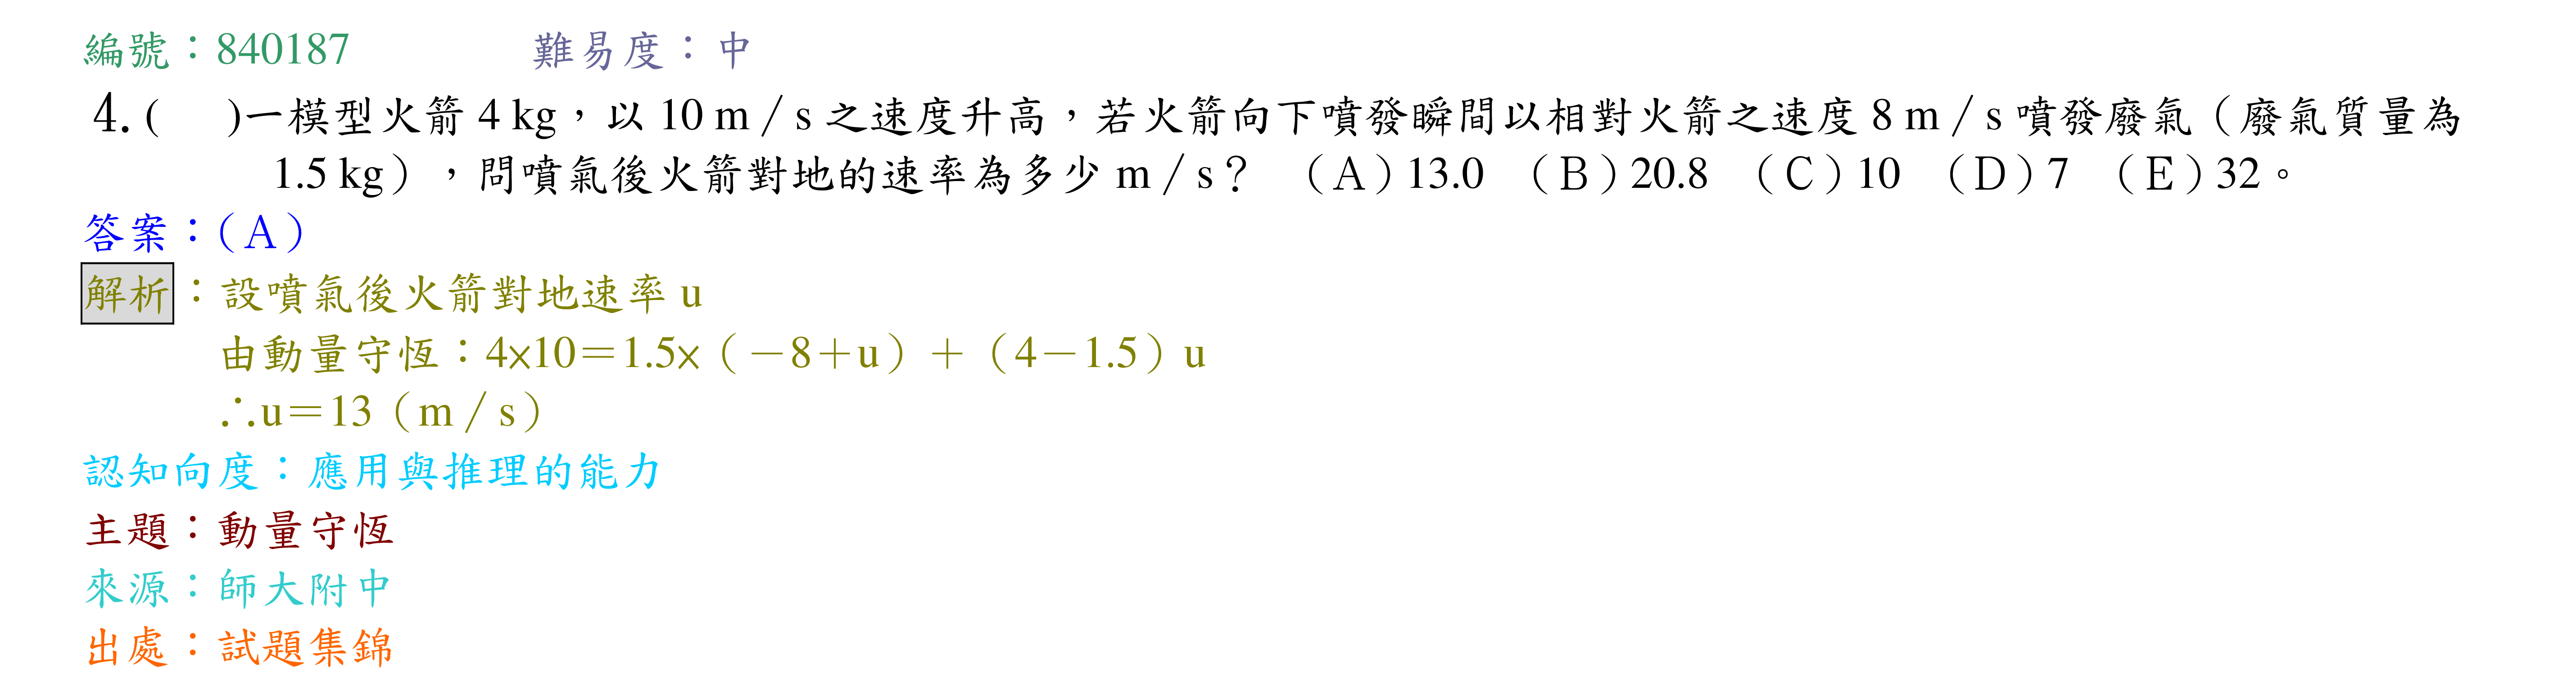 編號：840187 難易度：中
4.( )一模型火箭 4 kg，以 10 m／s 之速度升高，若火箭向下噴發瞬間以相對火箭之速度 8 m／s 噴發廢氣（廢氣質量為
1.5 kg），問噴氣後火箭對地的速率為多少 m／s？ （A）13.0 （B）20.8 （C）10 （D）7 （E）32。
答案：（A）
解析：設噴氣後火箭對地速率 u
由動量守恆：4×10＝1.5×（－8＋u）＋（4－1.5）u
∴u＝13（m／s）
認知向度：應用與推理的能力
主題：動量守恆
來源：師大附中
出處：試題集錦